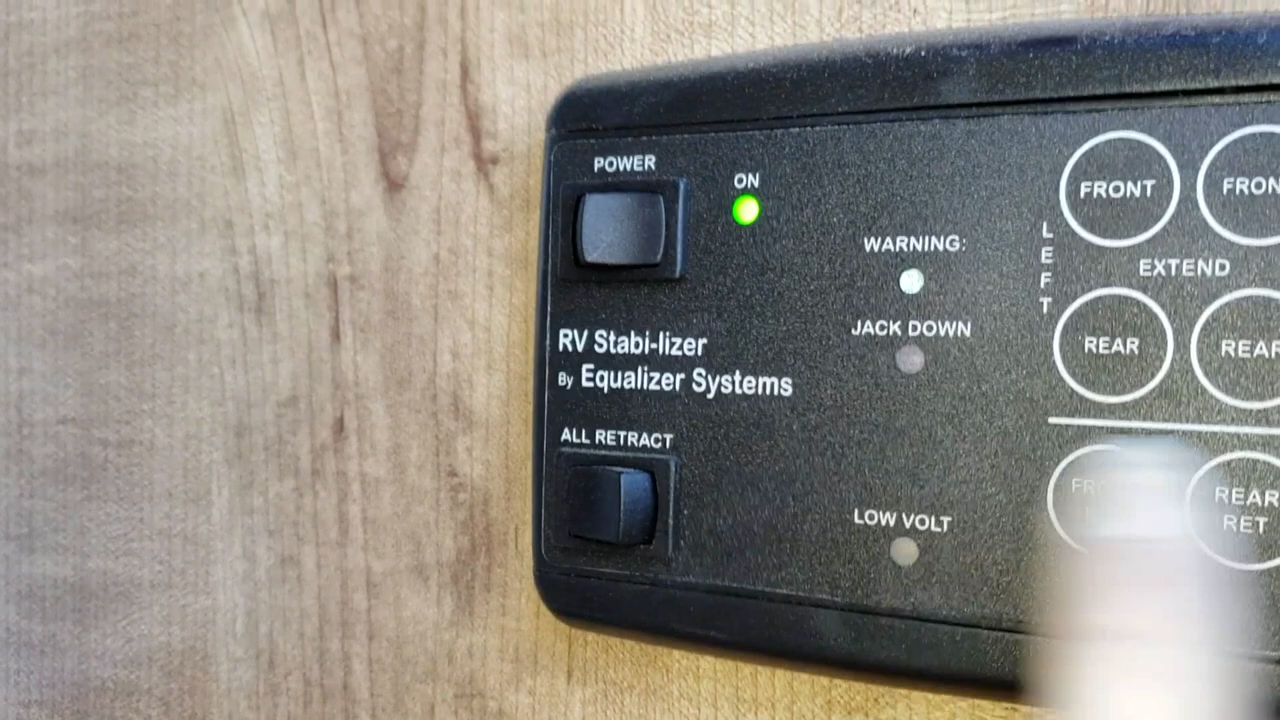 POWER
ON
WARNING:
JACK DOWN
LOW VOLT
RV Stabi-lizer
By Equalizer Systems
ALL RETRACT
LEFT
FRONT
EXTEND
REAR
REAR
RET